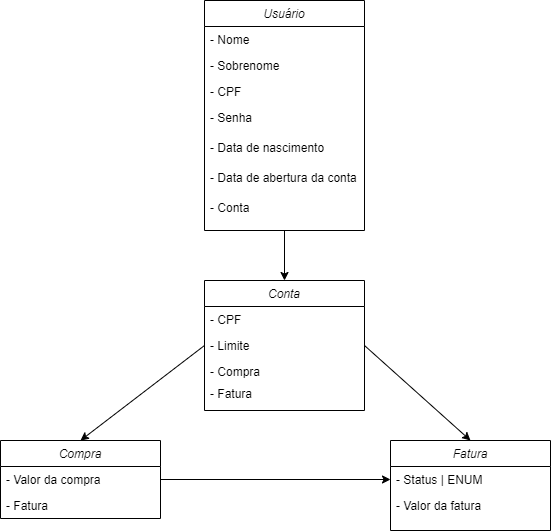 Usuário
- Nome
- Sobrenome
- CPF
- Senha
- Data de nascimento
- Data de abertura da conta
- Conta
Conta
- CPF
- Limite
- Compra
- Fatura
Compra
- Valor da compra
- Fatura
Fatura
- Status | ENUM
- Valor da fatura